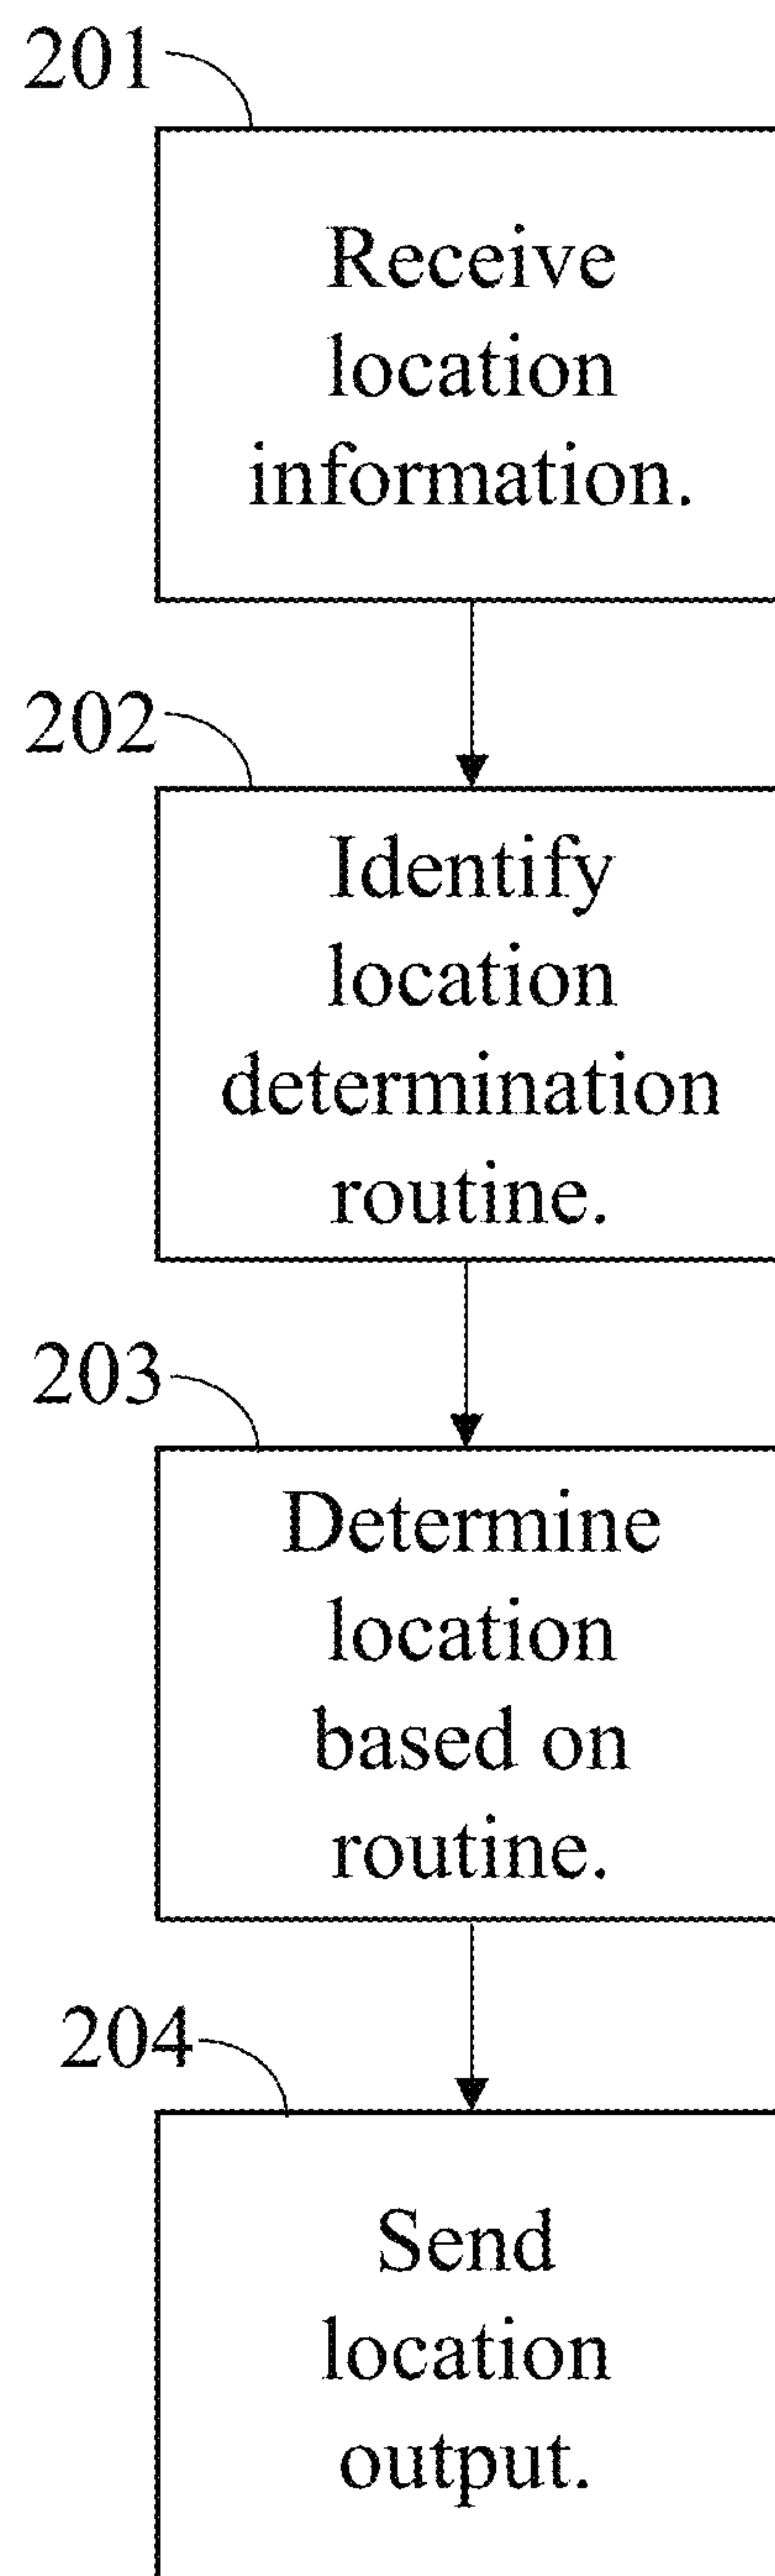 201
Receive
location
information.
202
Identify
location
determination
routine.
203
Determine
location
based on
routine.
204
Send
location
output.